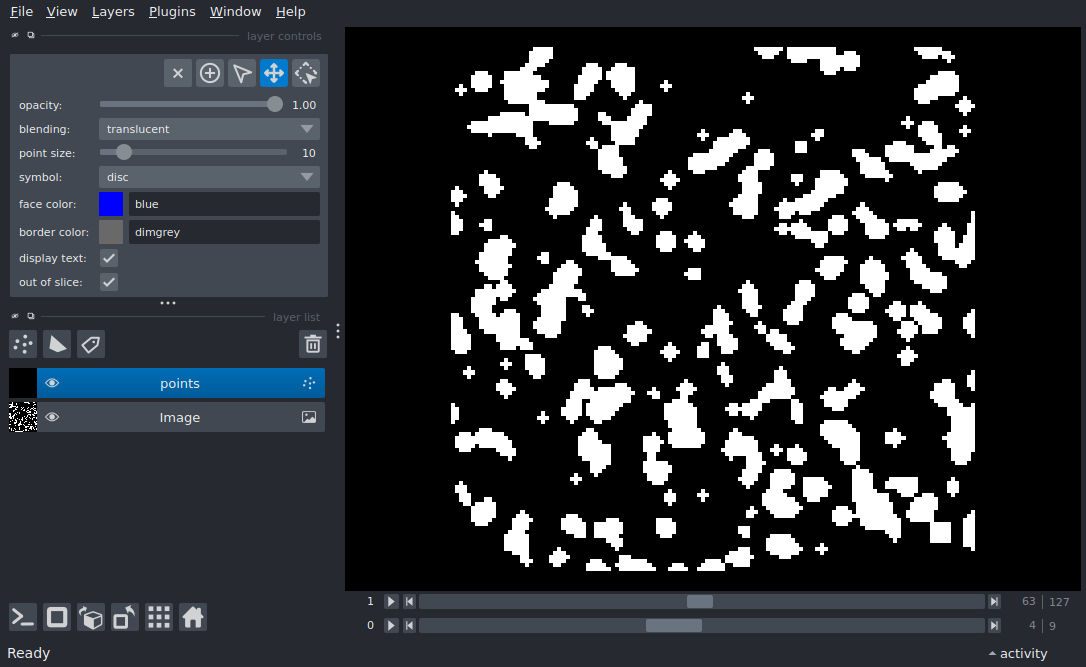 File View Layers Plugins Window Help
layer controls
opacity: 1.00
blending: translucent
point size: 10
symbol: disc
face color: blue
border color: dimgrey
display text:
out of slice:
layer list
points
Image
1 63 | 127
0 4 | 9
Ready activity